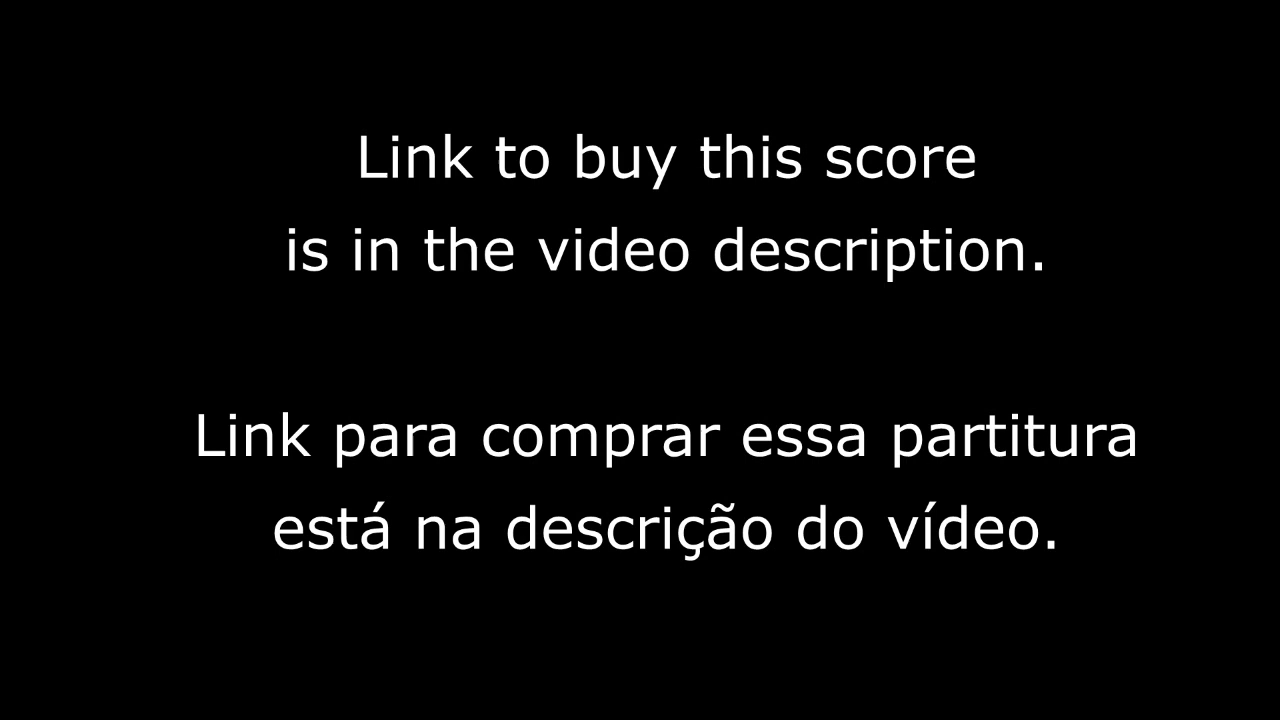 Link to buy this score
is in the video description.
Link para comprar essa partitura
está na descrição do vídeo.